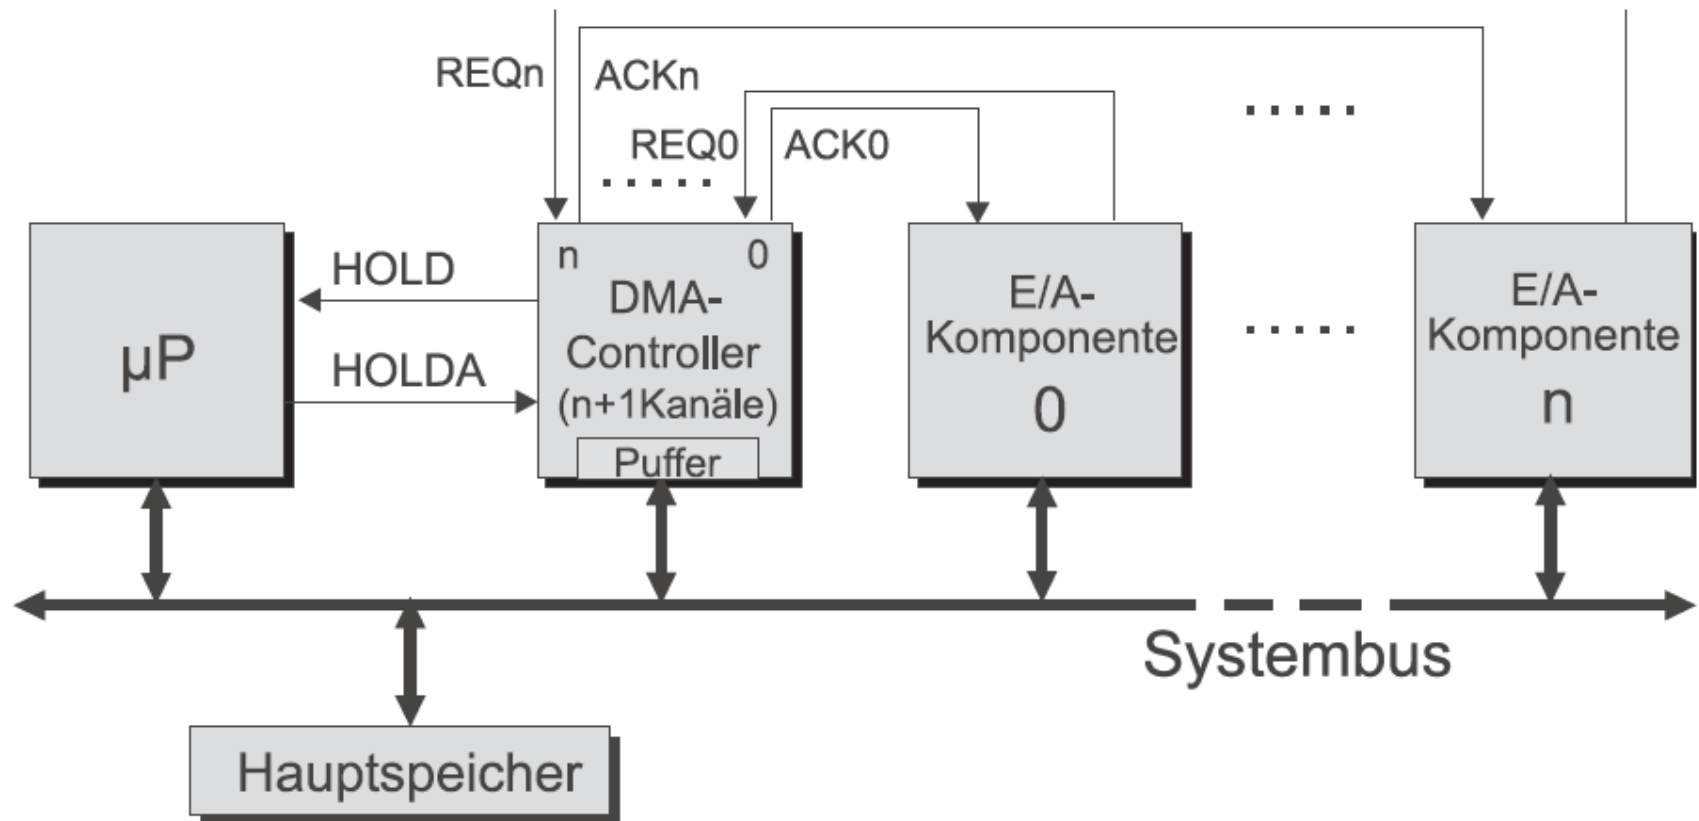 REQn
ACKn
REQ0
ACK0
HOLD
HOLDA
µP
n
0
DMA-
Controller
(n+1Kanäle)
Puffer
E/A-
Komponente
0
E/A-
Komponente
n
Systembus
Hauptspeicher